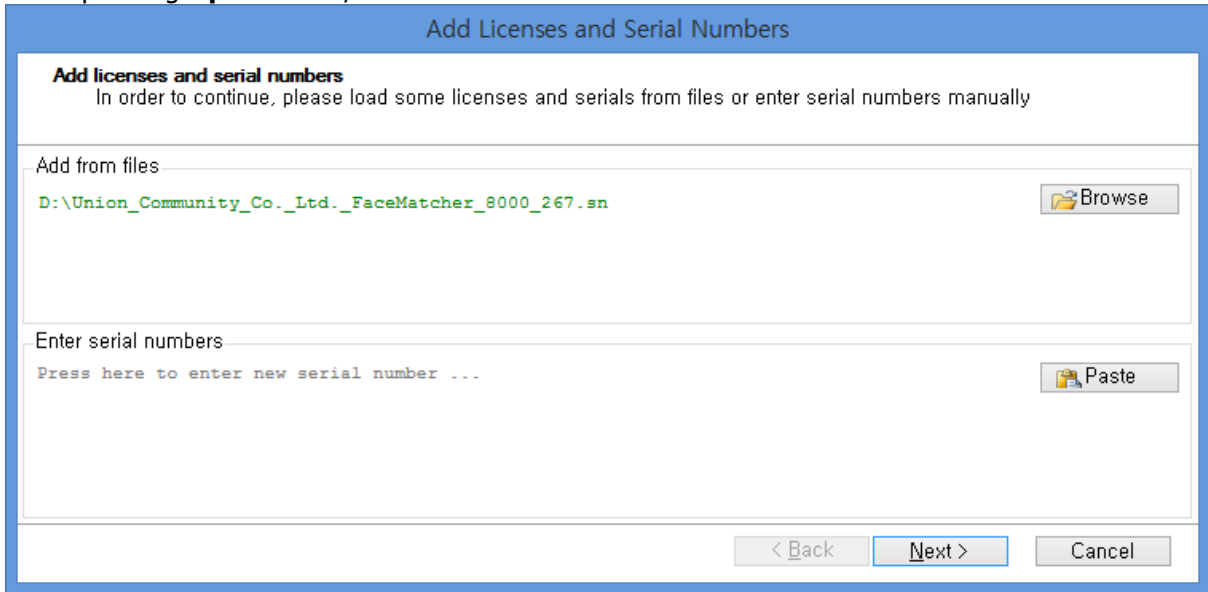 Add Licenses and Serial Numbers
Add licenses and serial numbers
In order to continue, please load some licenses and serials from files or enter serial numbers manually
Add from files
D:\Union_Community_Co._Ltd._FaceMatcher_8000_267.sn
Browse
Enter serial numbers
Press here to enter new serial number ...
Paste
< Back Next > Cancel